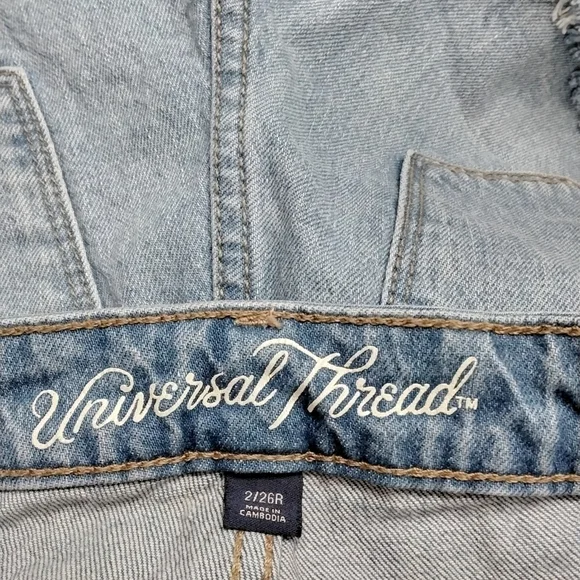 Universal Thread™
2/26R
MADE IN
CAMBODIA